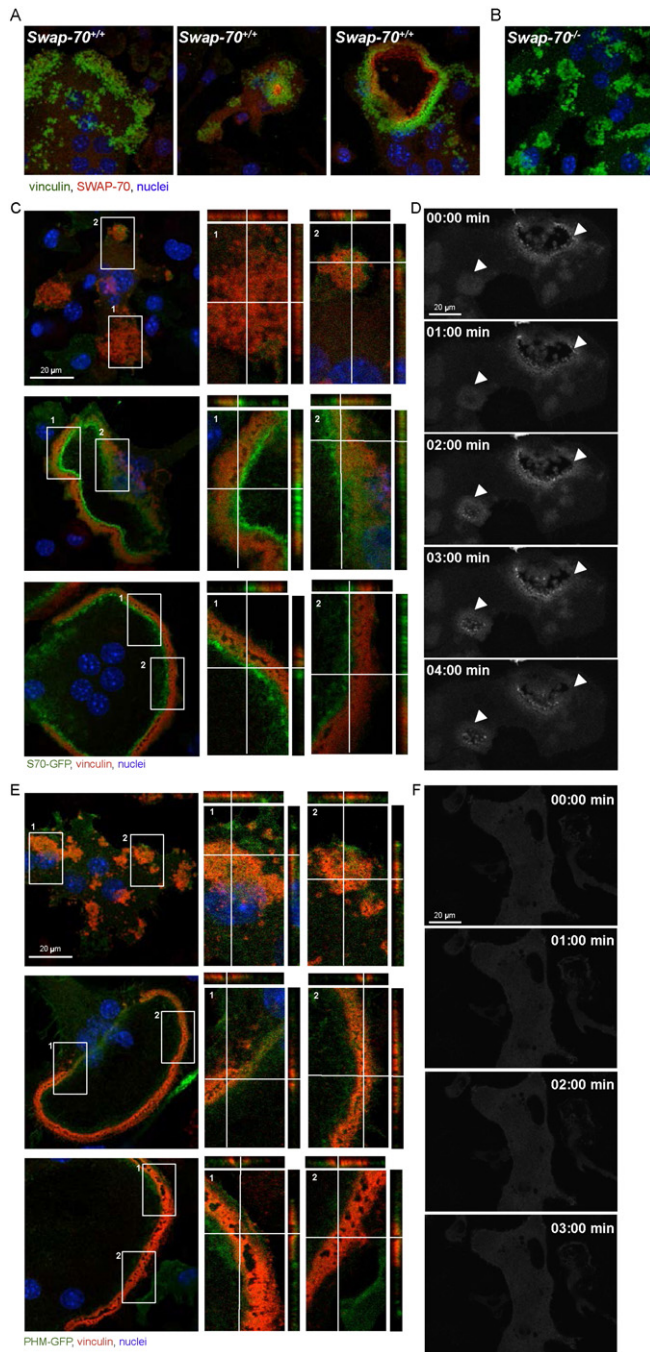 A
B
Swap-70+/+
Swap-70+/+
Swap-70+/+
Swap-70-/-
vinculin, SWAP-70, nuclei
C
2
1
20 µm
1
2
1
2
1
2
1
2
1
2
S70-GFP, vinculin, nuclei
D
00:00 min
20 µm
01:00 min
02:00 min
03:00 min
04:00 min
E
1
2
20 µm
1
2
1
2
1
2
1
2
1
2
PHM-GFP, vinculin, nuclei
F
00:00 min
20 µm
01:00 min
02:00 min
03:00 min